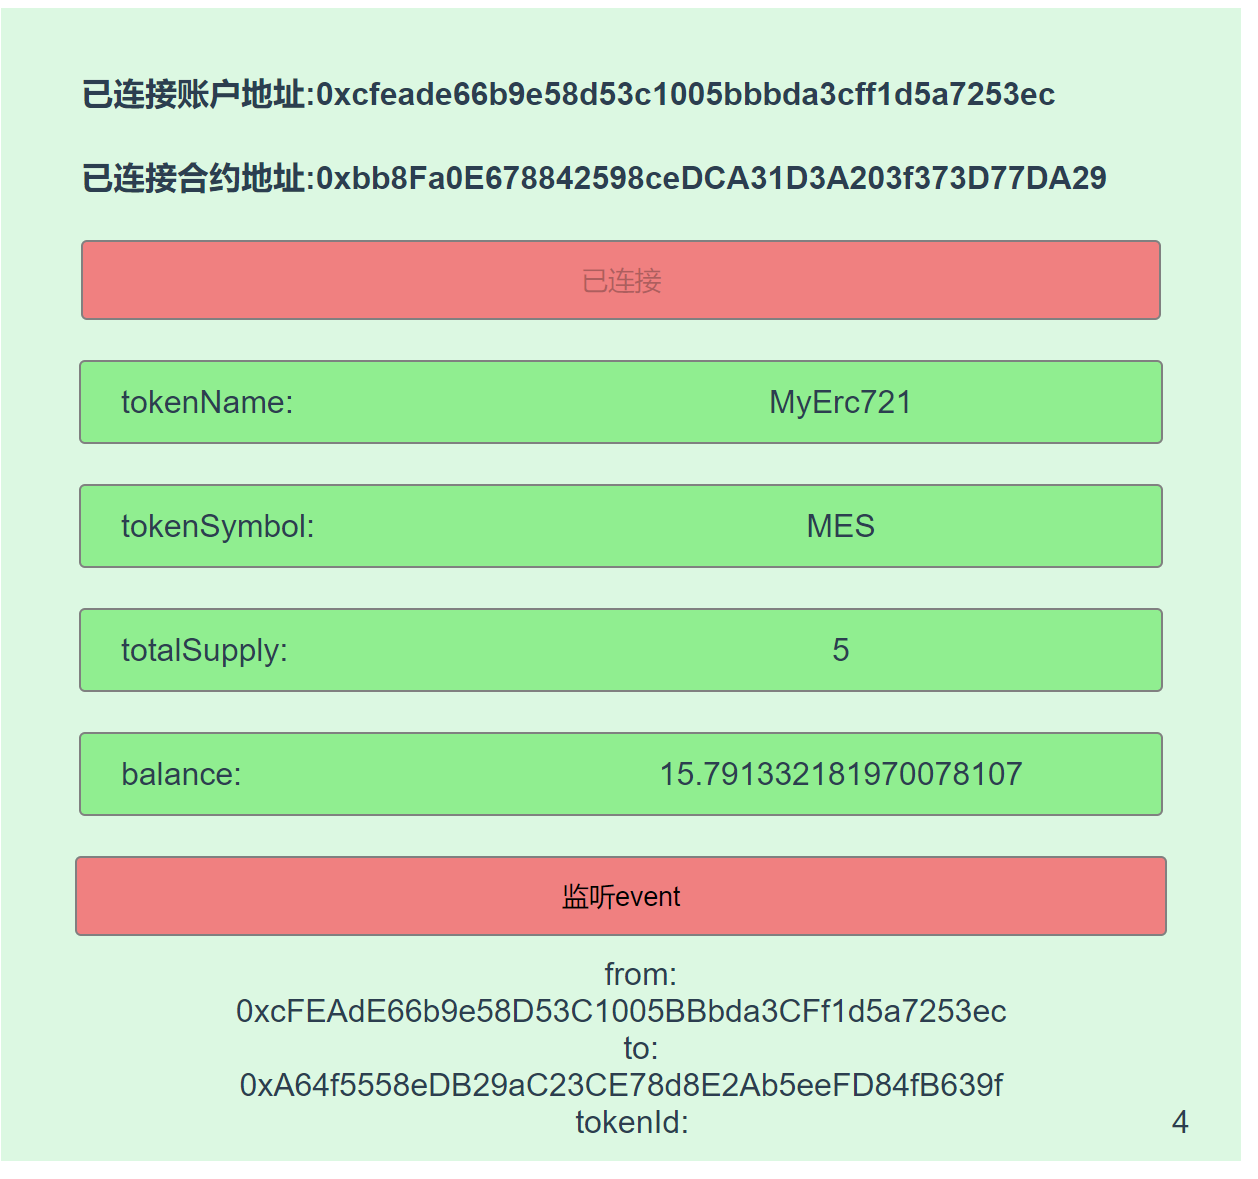 已连接账户地址:0xcfeade66b9e58d53c1005bbbda3cff1d5a7253ec
已连接合约地址:0xbb8Fa0E678842598ceDCA31D3A203f373D77DA29
已连接
tokenName: MyErc721
tokenSymbol: MES
totalSupply: 5
balance: 15.791332181970078107
监听event
from:
0xcFEAdE66b9e58D53C1005BBbda3CFf1d5a7253ec
to:
0xA64f5558eDB29aC23CE78d8E2Ab5eeFD84fB639f
tokenId: 4